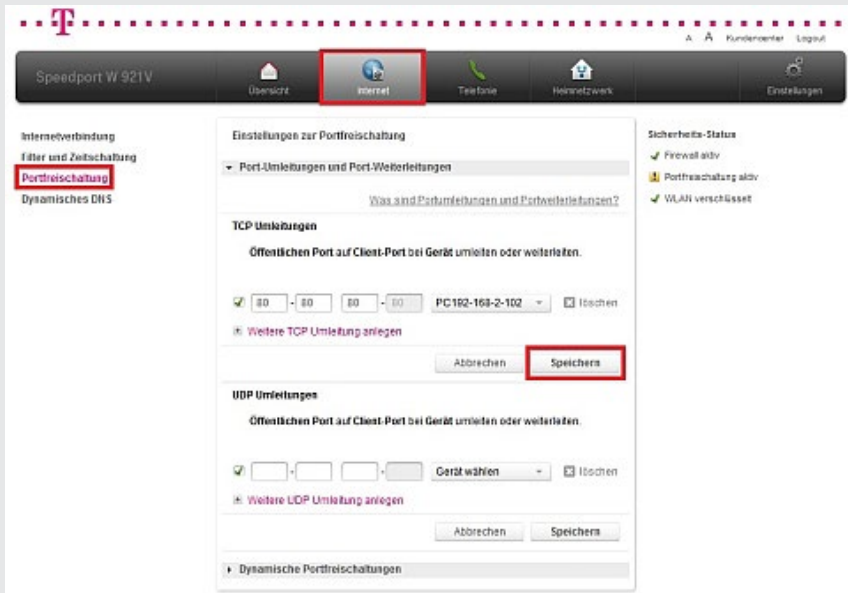 T
A A Kundencenter Logout
Speedport W 921V
Übersicht
Internet
Telefonie
Heimnetzwerk
Einstellungen
Internetverbindung
Filter und Zeitschaltung
Portfreischaltung
Dynamisches DNS
Einstellungen zur Portfreischaltung
Port-Umleitungen und Port-Weiterleitungen
Was sind Portumleitungen und Portweiterleitungen?
TCP Umleitungen
Öffentlichen Port auf Client-Port bei Gerät umleiten oder weiterleiten.
80 - 80 80 - 80 PC192-168-2-102 löschen
Weitere TCP Umleitung anlegen
Abbrechen Speichern
UDP Umleitungen
Öffentlichen Port auf Client-Port bei Gerät umleiten oder weiterleiten.
- - Gerät wählen löschen
Weitere UDP Umleitung anlegen
Abbrechen Speichern
Dynamische Portfreischaltungen
Sicherheits-Status
Firewall aktiv
Portfreischaltung aktiv
WLAN verschlüsselt